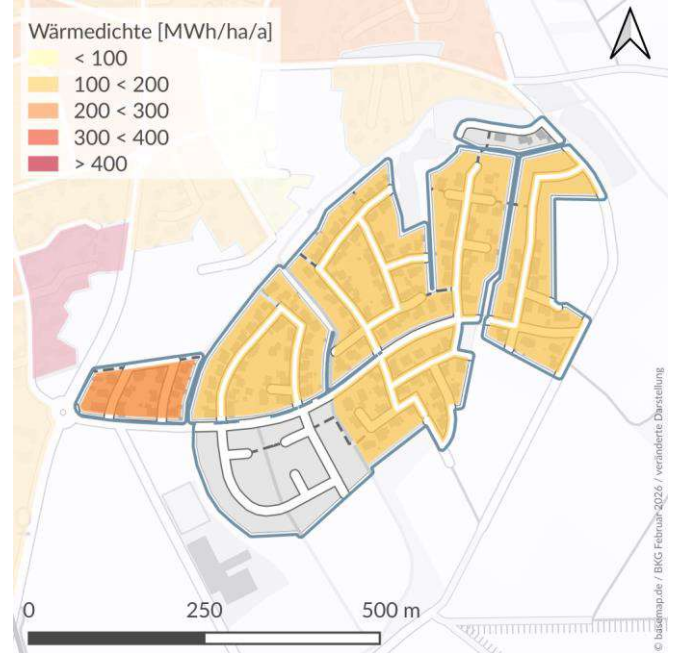 Wärmedichte [MWh/ha/a]
< 100
100 < 200
200 < 300
300 < 400
> 400
0 250 500 m
© basemap.de / BKG Februar 2026 / veränderte Darstellung